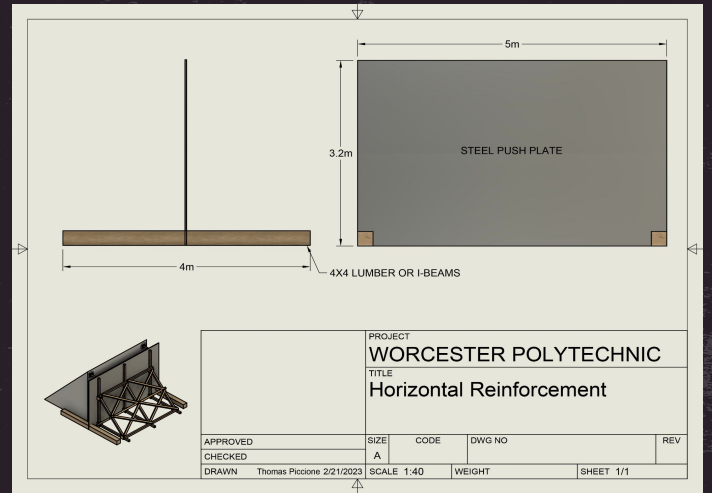 5m
3.2m
STEEL PUSH PLATE
4m
4X4 LUMBER OR I-BEAMS
PROJECT
WORCESTER POLYTECHNIC
TITLE
Horizontal Reinforcement
APPROVED
SIZE CODE DWG NO REV
CHECKED
A
DRAWN Thomas Piccione 2/21/2023 SCALE 1:40 WEIGHT SHEET 1/1